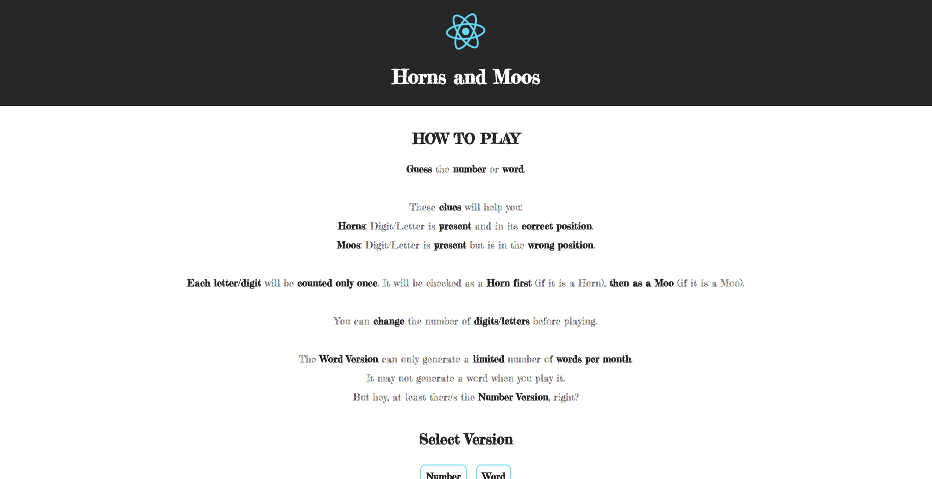 Horns and Moos
HOW TO PLAY
Guess the number or word.
These clues will help you:
Horns: Digit/Letter is present and in its correct position.
Moos: Digit/Letter is present but is in the wrong position.
Each letter/digit will be counted only once. It will be checked as a Horn first (if it is a Horn), then as a Moo (if it is a Moo).
You can change the number of digits/letters before playing.
The Word Version can only generate a limited number of words per month.
It may not generate a word when you play it.
But hey, at least there's the Number Version, right?
Select Version
Number Word